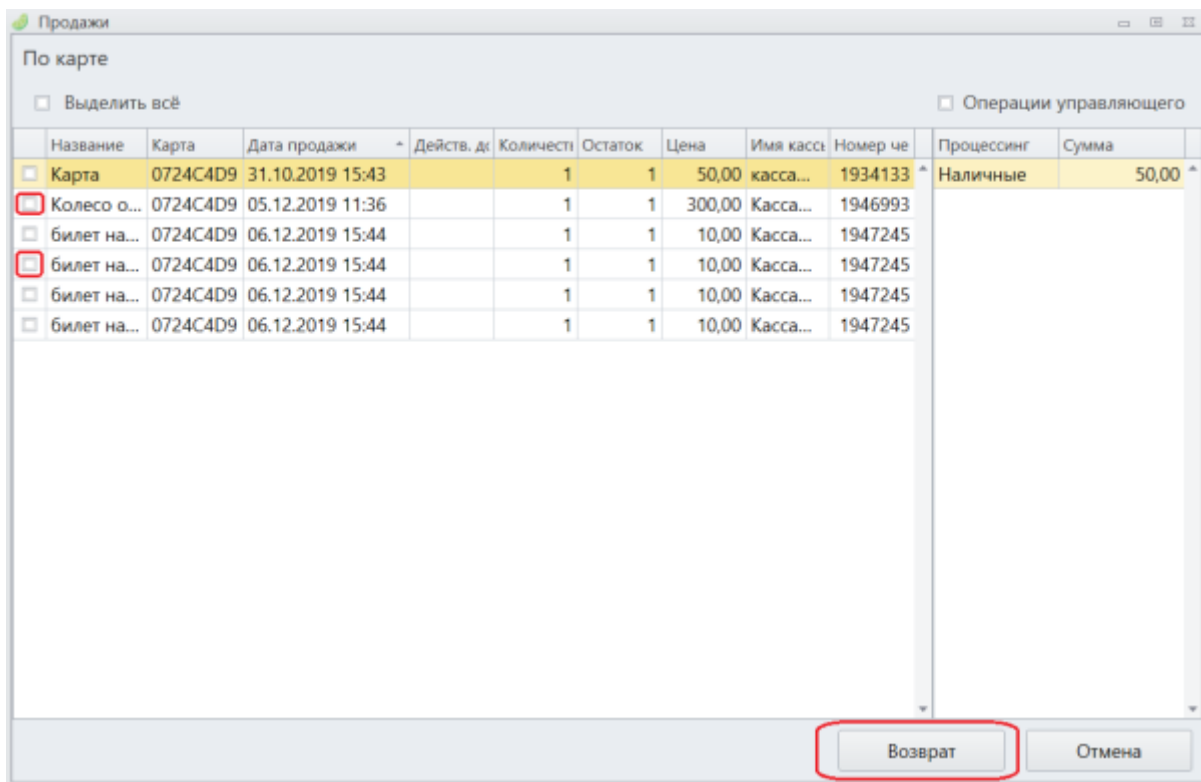 Продажи
По карте
Выделить всё Операции управляющего
Название Карта Дата продажи Действ. дс Количесті Остаток Цена Имя касси Номер че Процессинг Сумма
Карта 0724C4D9 31.10.2019 15:43 1 1 50,00 касса... 1934133 Наличные 50,00
Колесо о... 0724C4D9 05.12.2019 11:36 1 1 300,00 Касса... 1946993
билет на... 0724C4D9 06.12.2019 15:44 1 1 10,00 Касса... 1947245
билет на... 0724C4D9 06.12.2019 15:44 1 1 10,00 Касса... 1947245
билет на... 0724C4D9 06.12.2019 15:44 1 1 10,00 Касса... 1947245
билет на... 0724C4D9 06.12.2019 15:44 1 1 10,00 Касса... 1947245
Возврат Отмена